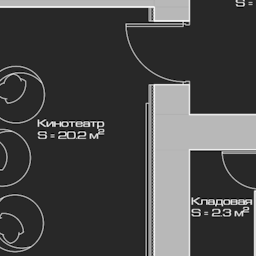 S =
Кинотеатр
S = 20.2 м²
Кладовая
S = 2.3 м²